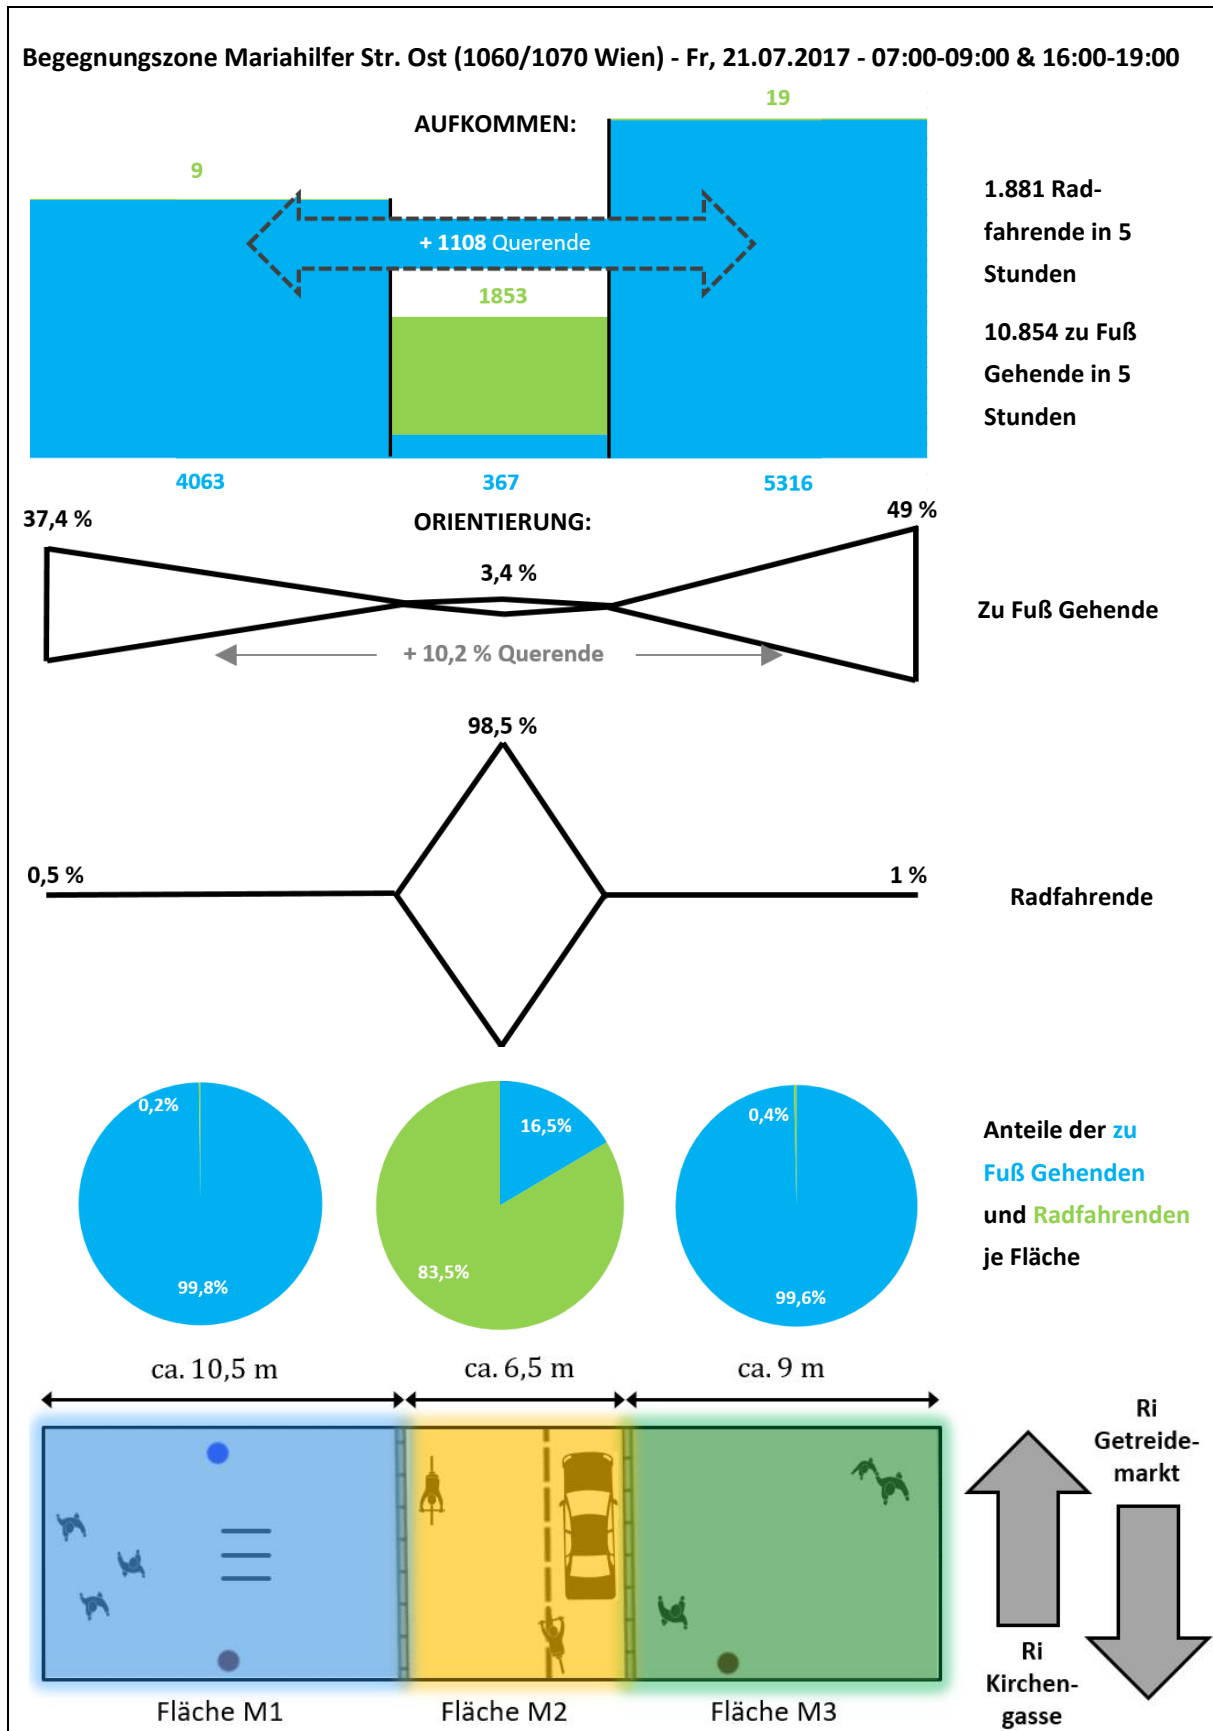 Begegnungszone Mariahilfer Str. Ost (1060/1070 Wien) - Fr, 21.07.2017 - 07:00-09:00 & 16:00-19:00
AUFKOMMEN:
9
19
+ 1108 Querende
1853
4063
367
5316
1.881 Rad-
fahrende in 5
Stunden
10.854 zu Fuß
Gehende in 5
Stunden
ORIENTIERUNG:
37,4 %
3,4 %
49 %
+ 10,2 % Querende
Zu Fuß Gehende
98,5 %
0,5 %
1 %
Radfahrende
0,2%
99,8%
16,5%
83,5%
0,4%
99,6%
Anteile der zu
Fuß Gehenden
und Radfahrenden
je Fläche
ca. 10,5 m
ca. 6,5 m
ca. 9 m
Ri
Getreide-
markt
Ri
Kirchen-
gasse
Fläche M1
Fläche M2
Fläche M3